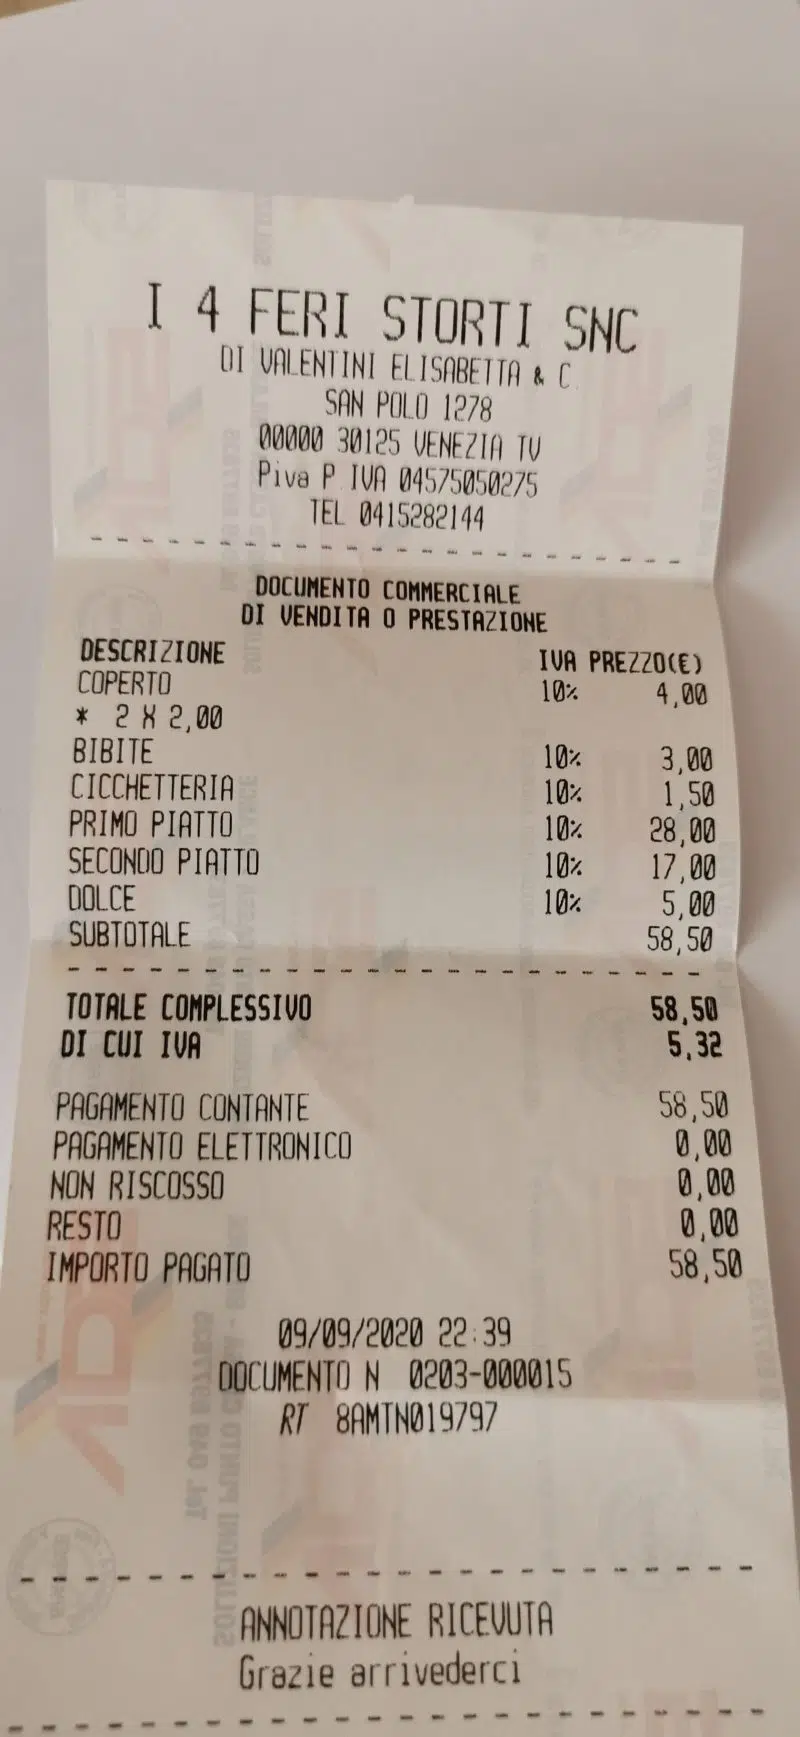 I 4 FERI STORTI SNC
DI VALENTINI ELISABETTA & C.
SAN POLO 1278
00000 30125 VENEZIA TV
Piva P.IVA 04575050275
TEL 0415282144
DOCUMENTO COMMERCIALE
DI VENDITA O PRESTAZIONE
DESCRIZIONE IVA PREZZO(€)
COPERTO 10% 4,00
* 2 X 2,00
BIBITE 10% 3,00
CICCHETTERIA 10% 1,50
PRIMO PIATTO 10% 28,00
SECONDO PIATTO 10% 17,00
DOLCE 10% 5,00
SUBTOTALE 58,50
TOTALE COMPLESSIVO 58,50
DI CUI IVA 5,32
PAGAMENTO CONTANTE 58,50
PAGAMENTO ELETTRONICO 0,00
NON RISCOSSO 0,00
RESTO 0,00
IMPORTO PAGATO 58,50
09/09/2020 22:39
DOCUMENTO N 0203-000015
RT 8AMTN019797
ANNOTAZIONE RICEVUTA
Grazie arrivederci